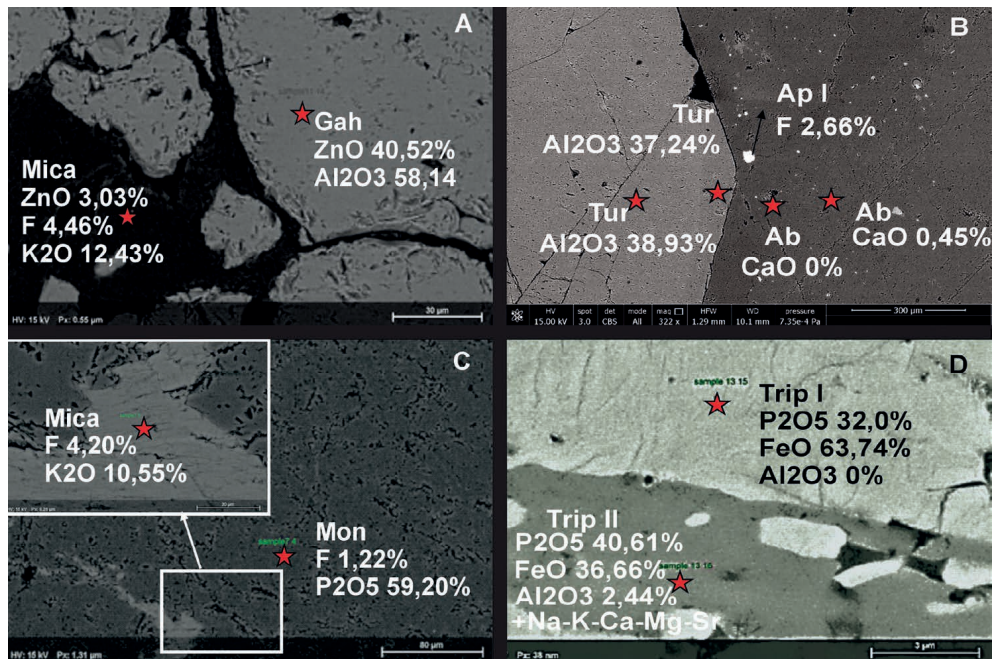 A
Gah
ZnO 40,52%
Al2O3 58,14
Mica
ZnO 3,03%
F 4,46%
K2O 12,43%
HV: 15 kV Px: 0.55 µm
30 µm
B
Ap I
F 2,66%
Tur
Al2O3 37,24%
Tur
Al2O3 38,93%
Ab
CaO 0%
Ab
CaO 0,45%
HV spot det mode mag HFW WD pressure
15.00 kV 3.0 CBS All 322 x 1.29 mm 10.1 mm 7.35e-4 Pa
300 µm
C
Mica
F 4,20%
K2O 10,55%
Mon
F 1,22%
P2O5 59,20%
HV: 15 kV Px: 1.31 µm
80 µm
D
sample 13 15
Trip I
P2O5 32,0%
FeO 63,74%
Al2O3 0%
Trip II
P2O5 40,61%
FeO 36,66%
sample 13 15
Al2O3 2,44%
+Na-K-Ca-Mg-Sr
Px: 38 nm
3 µm